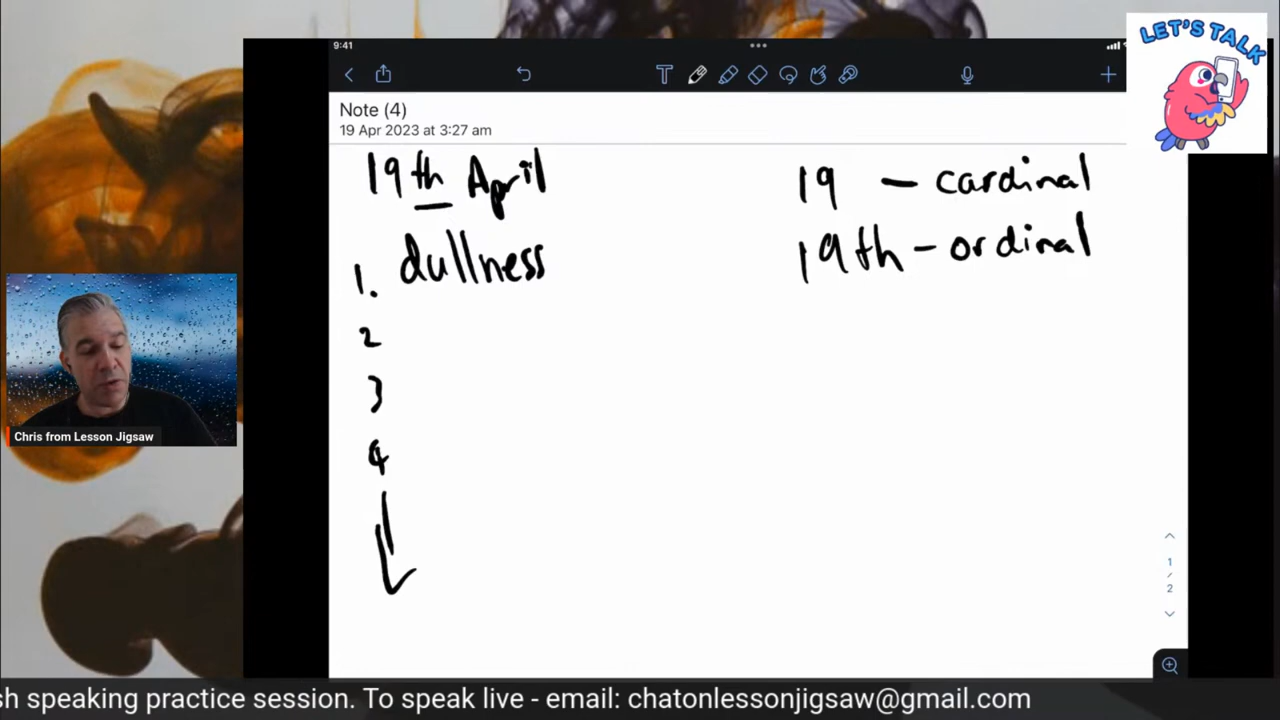 LET'S TALK
9:41
Note (4)
19 Apr 2023 at 3:27 am
19th April
19 – cardinal
19th – ordinal
1. dullness
2
3
4
Chris from Lesson Jigsaw
1
/
2
sh speaking practice session. To speak live - email: chatonlessonjigsaw@gmail.com